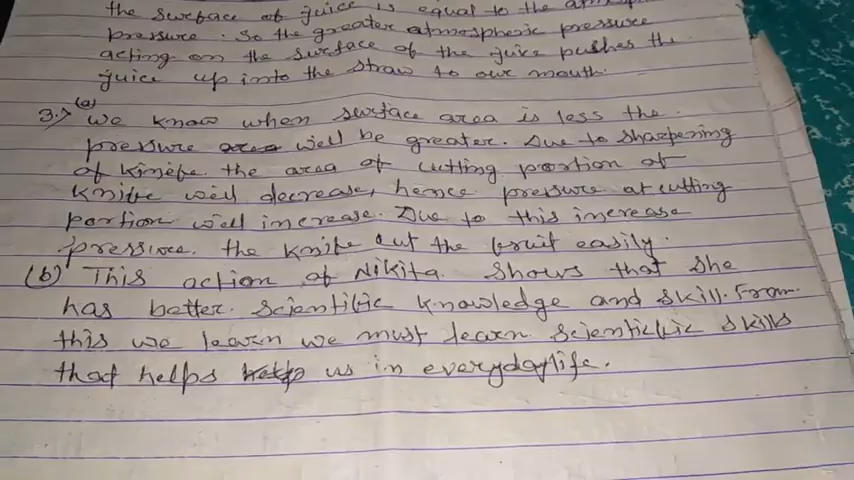 the surface of juice is equal to the atmosp
pressure. So the greater atmospheric pressure
acting on the surface of the juice pushes the
juice up into the straw to our mouth.
3.> (a) We know when surface area is less the
pressure area will be greater. Due to sharpening
of knife the area of cutting portion of
knife will decrease, hence pressure at cutting
portion will increase. Due to this increase
pressure. the knife cut the fruit easily.
(b) This action of Nikita shows that she
has better scientific knowledge and skill. From
this we learn we must learn scientific skills
that helps help us in everydaylife.